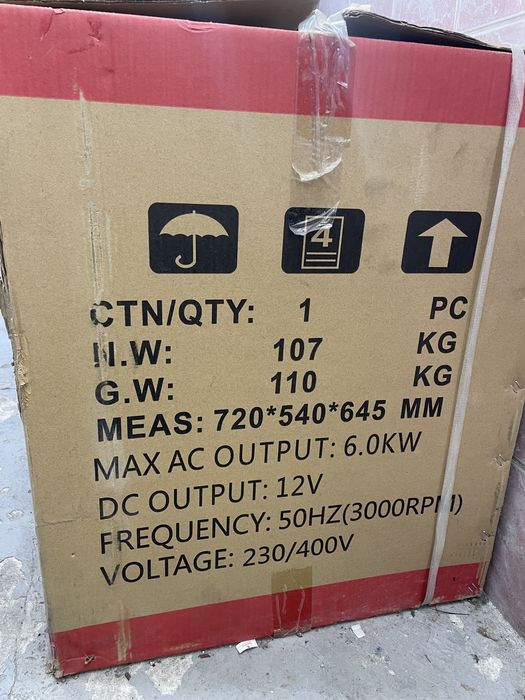 4
CTN/QTY: 1 PC
N.W: 107 KG
G.W: 110 KG
MEAS: 720*540*645 MM
MAX AC OUTPUT: 6.0KW
DC OUTPUT: 12V
FREQUENCY: 50HZ(3000RPM)
VOLTAGE: 230/400V